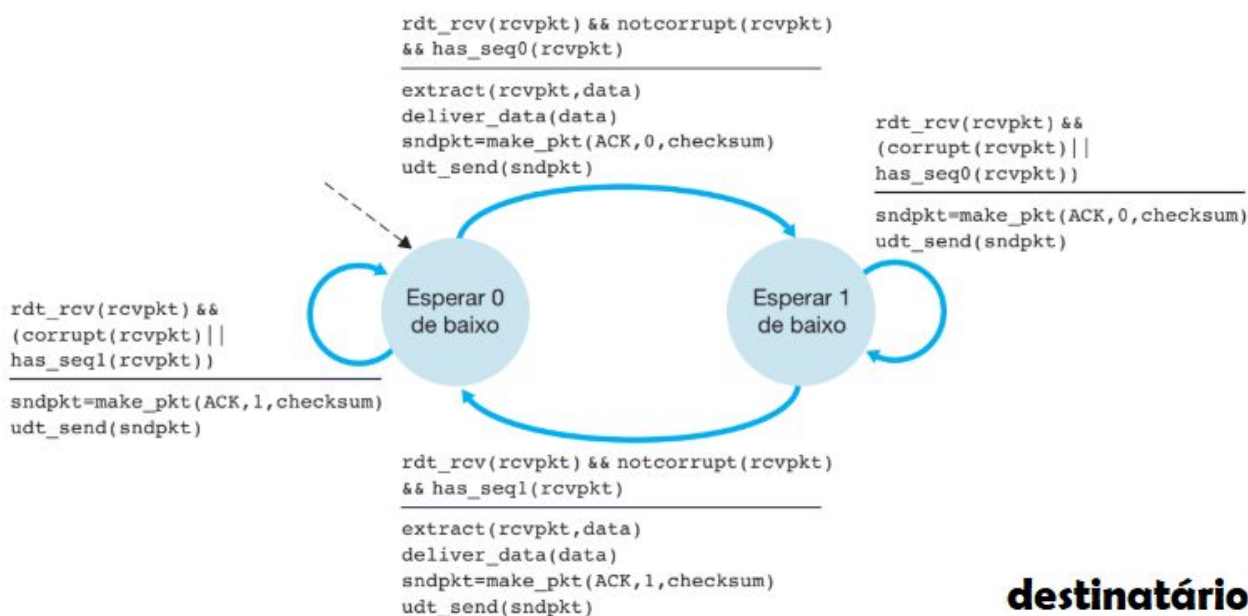 rdt_rcv(rcvpkt) && notcorrupt(rcvpkt)
&& has_seq0(rcvpkt)
extract(rcvpkt,data)
deliver_data(data)
sndpkt=make_pkt(ACK,0,checksum)
udt_send(sndpkt)
rdt_rcv(rcvpkt) &&
(corrupt(rcvpkt)||
has_seq0(rcvpkt))
sndpkt=make_pkt(ACK,0,checksum)
udt_send(sndpkt)
Esperar 0
de baixo
Esperar 1
de baixo
rdt_rcv(rcvpkt) &&
(corrupt(rcvpkt)||
has_seq1(rcvpkt))
sndpkt=make_pkt(ACK,1,checksum)
udt_send(sndpkt)
rdt_rcv(rcvpkt) && notcorrupt(rcvpkt)
&& has_seq1(rcvpkt)
extract(rcvpkt,data)
deliver_data(data)
sndpkt=make_pkt(ACK,1,checksum)
udt_send(sndpkt)
destinatário